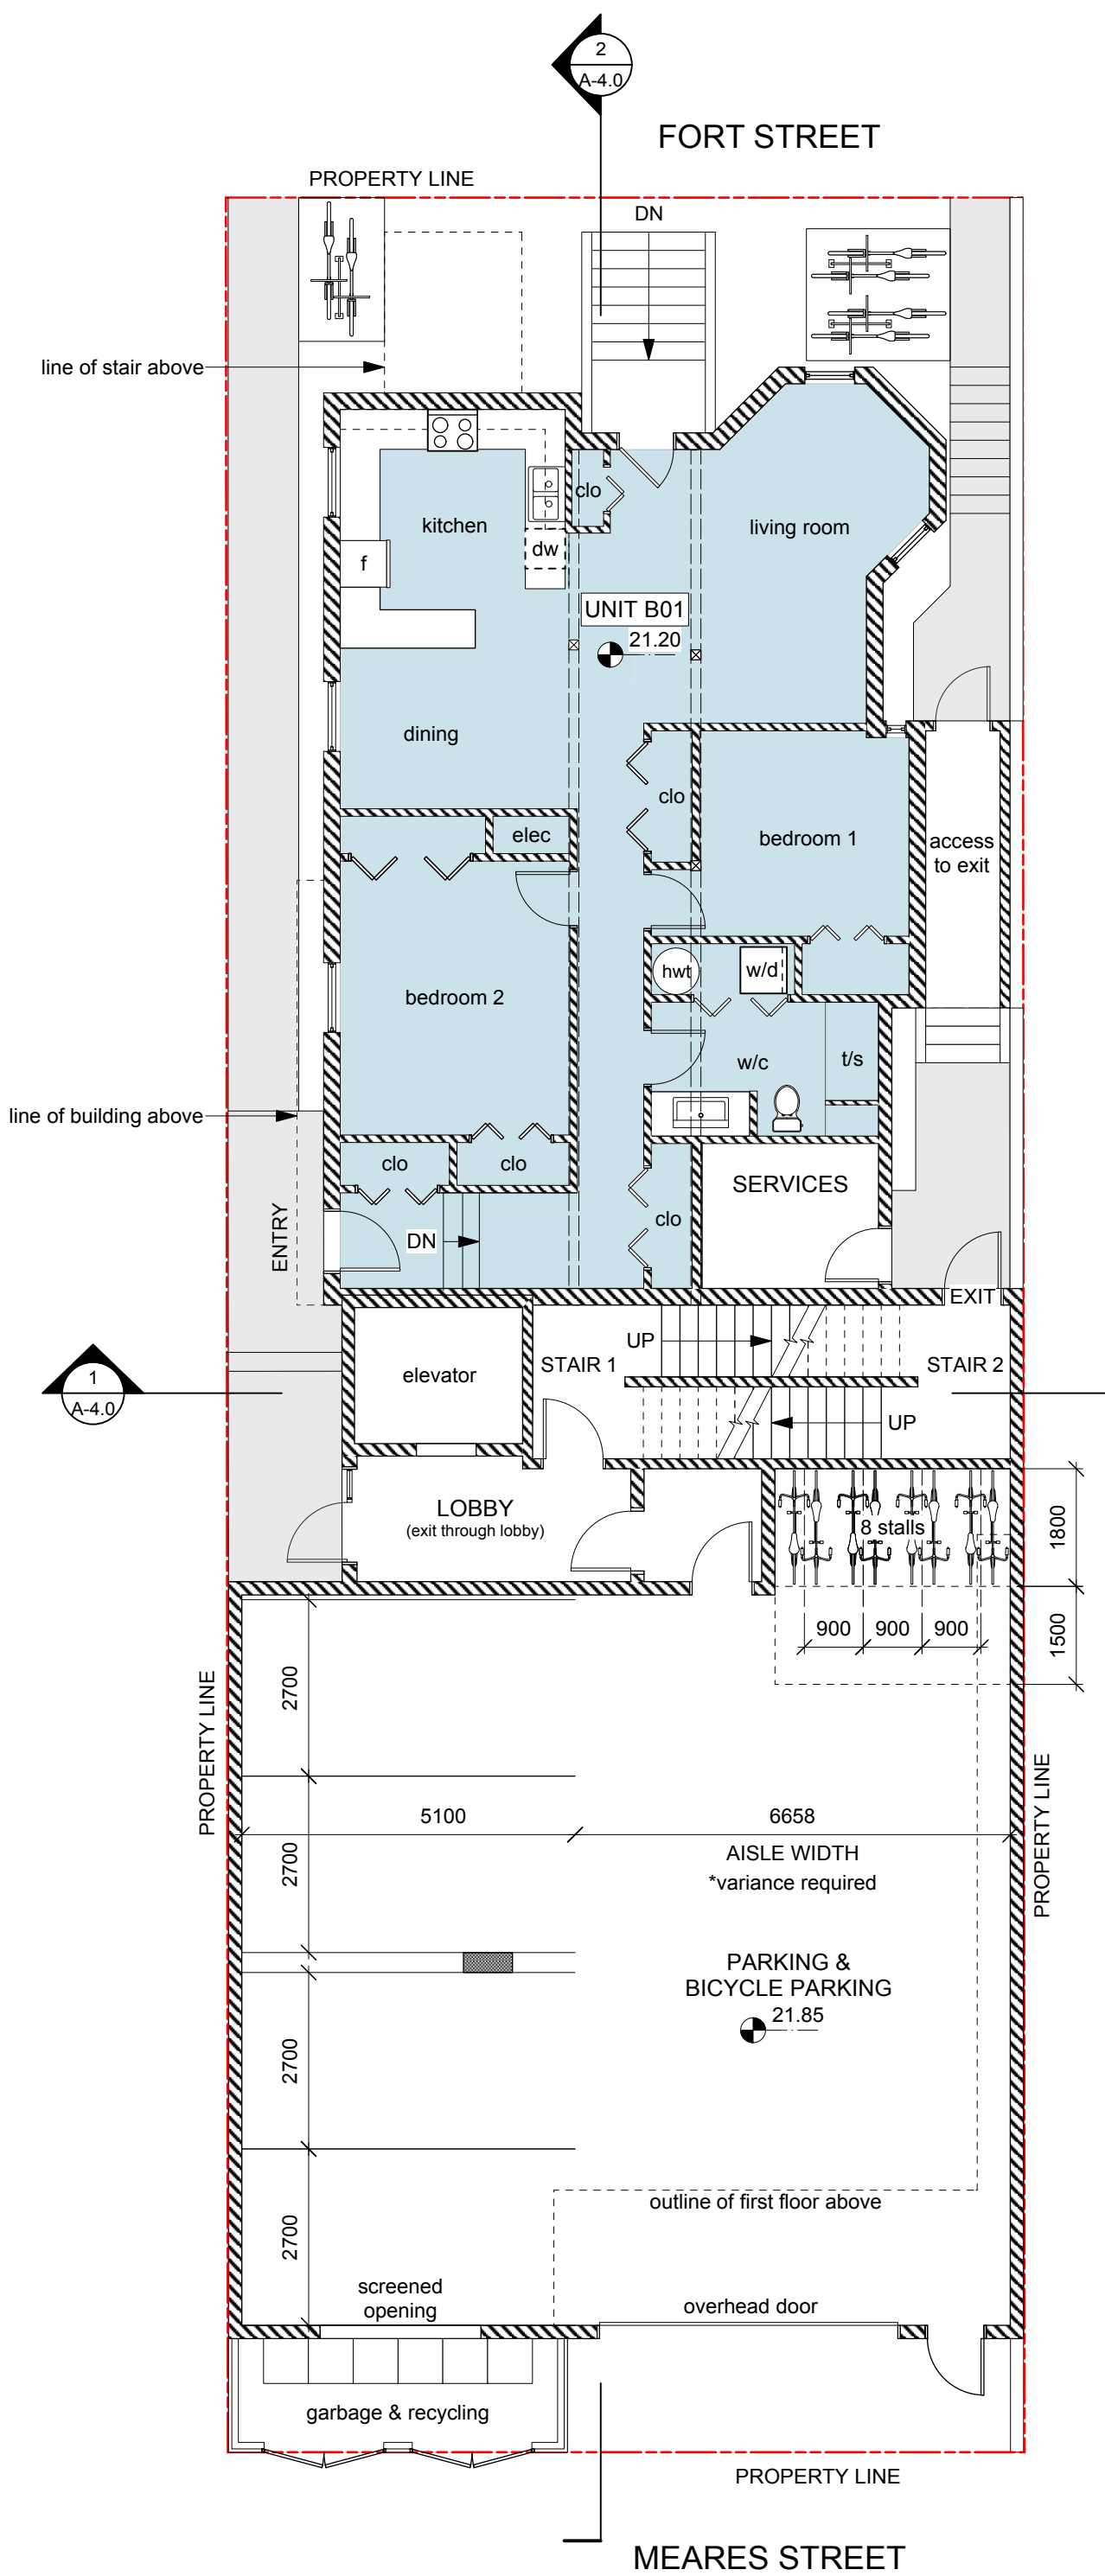 2
A-4.0
FORT STREET
PROPERTY LINE
DN
line of stair above
clo
kitchen
living room
dw
f
UNIT B01
21.20
dining
clo
elec
bedroom 1
access
to exit
hwt
w/d
bedroom 2
w/c
t/s
line of building above
clo
clo
SERVICES
clo
ENTRY
DN
EXIT
UP
STAIR 1
STAIR 2
elevator
1
A-4.0
UP
LOBBY
(exit through lobby)
8 stalls
1800
900
900
900
1500
2700
PROPERTY LINE
PROPERTY LINE
5100
6658
2700
AISLE WIDTH
*variance required
PARKING &
BICYCLE PARKING
21.85
2700
outline of first floor above
2700
screened
opening
overhead door
garbage & recycling
PROPERTY LINE
MEARES STREET